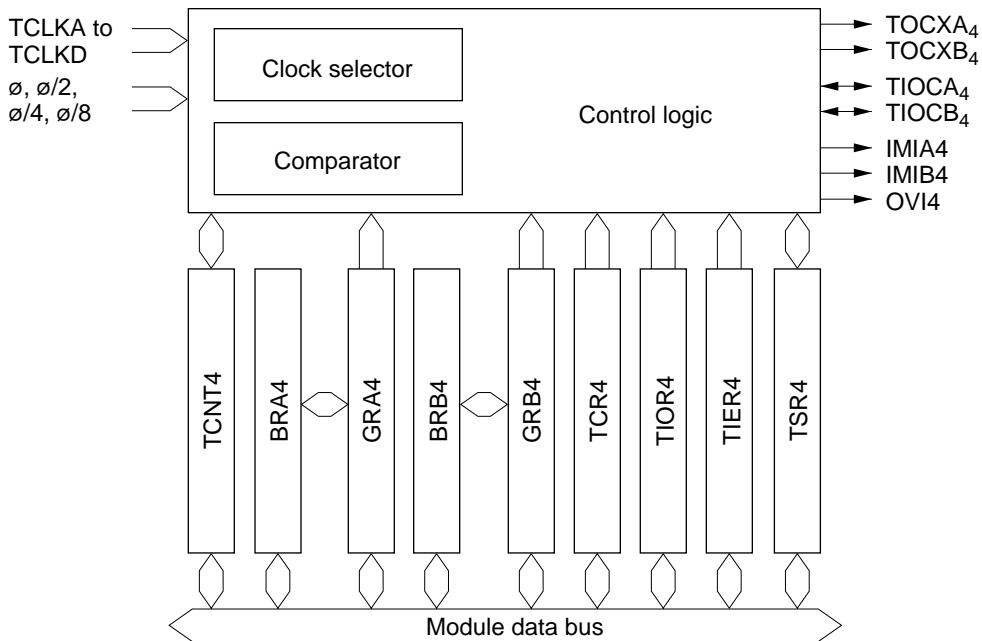 TCLKA to
TCLKD
ø, ø/2,
ø/4, ø/8
Clock selector
Comparator
Control logic
TOCXA4
TOCXB4
TIOCA4
TIOCB4
IMIA4
IMIB4
OVI4
TCNT4
BRA4
GRA4
BRB4
GRB4
TCR4
TIOR4
TIER4
TSR4
Module data bus